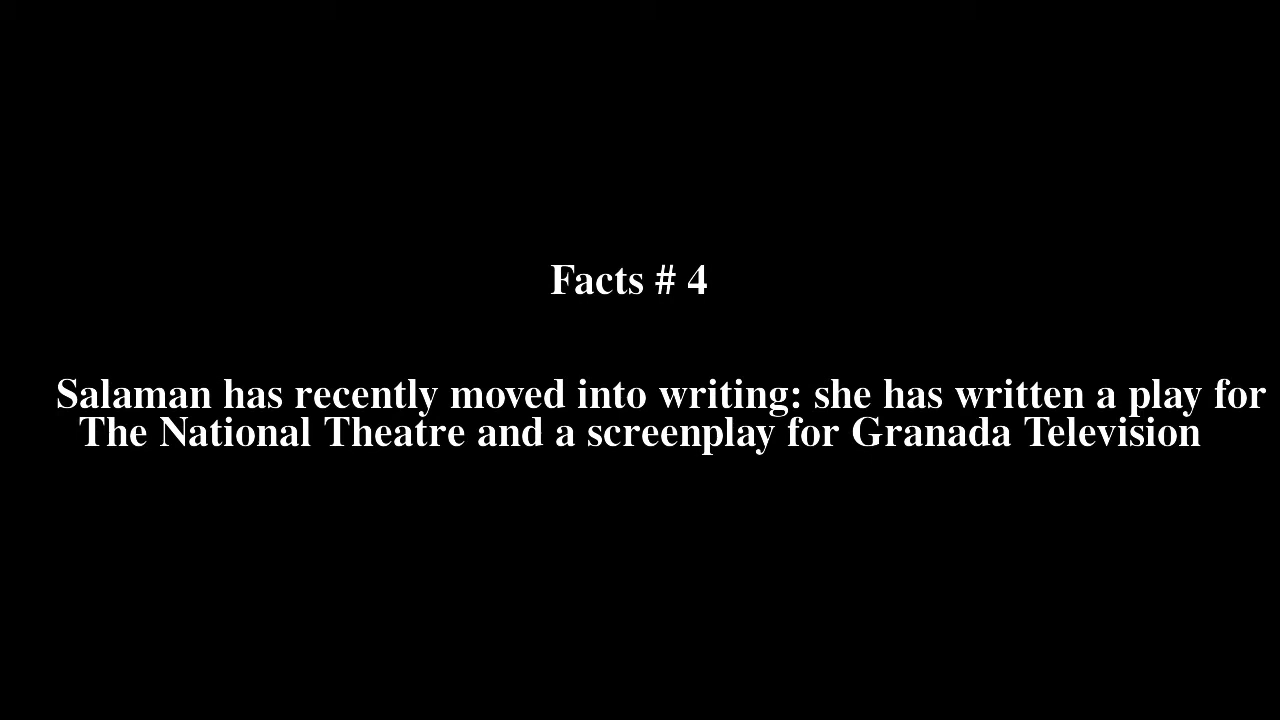 Facts # 4
Salaman has recently moved into writing: she has written a play for
The National Theatre and a screenplay for Granada Television